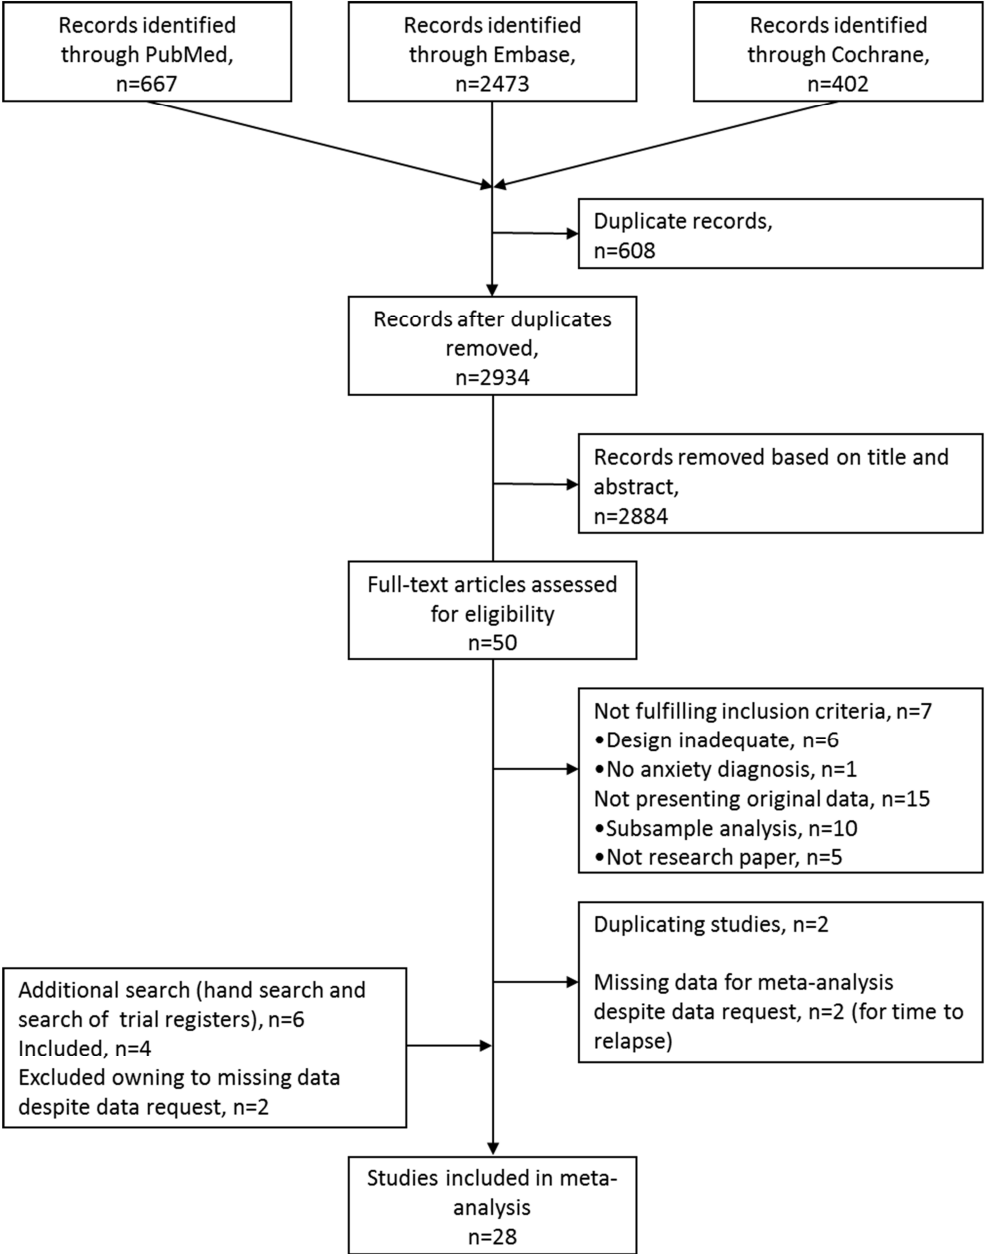 Records identified
through PubMed,
n=667
Records identified
through Embase,
n=2473
Records identified
through Cochrane,
n=402
Duplicate records,
n=608
Records after duplicates
removed,
n=2934
Records removed based on title and
abstract,
n=2884
Full-text articles assessed
for eligibility
n=50
Not fulfilling inclusion criteria, n=7
•Design inadequate, n=6
•No anxiety diagnosis, n=1
Not presenting original data, n=15
•Subsample analysis, n=10
•Not research paper, n=5
Duplicating studies, n=2
Missing data for meta-analysis
despite data request, n=2 (for time to
relapse)
Additional search (hand search and
search of trial registers), n=6
Included, n=4
Excluded owning to missing data
despite data request, n=2
Studies included in meta-
analysis
n=28